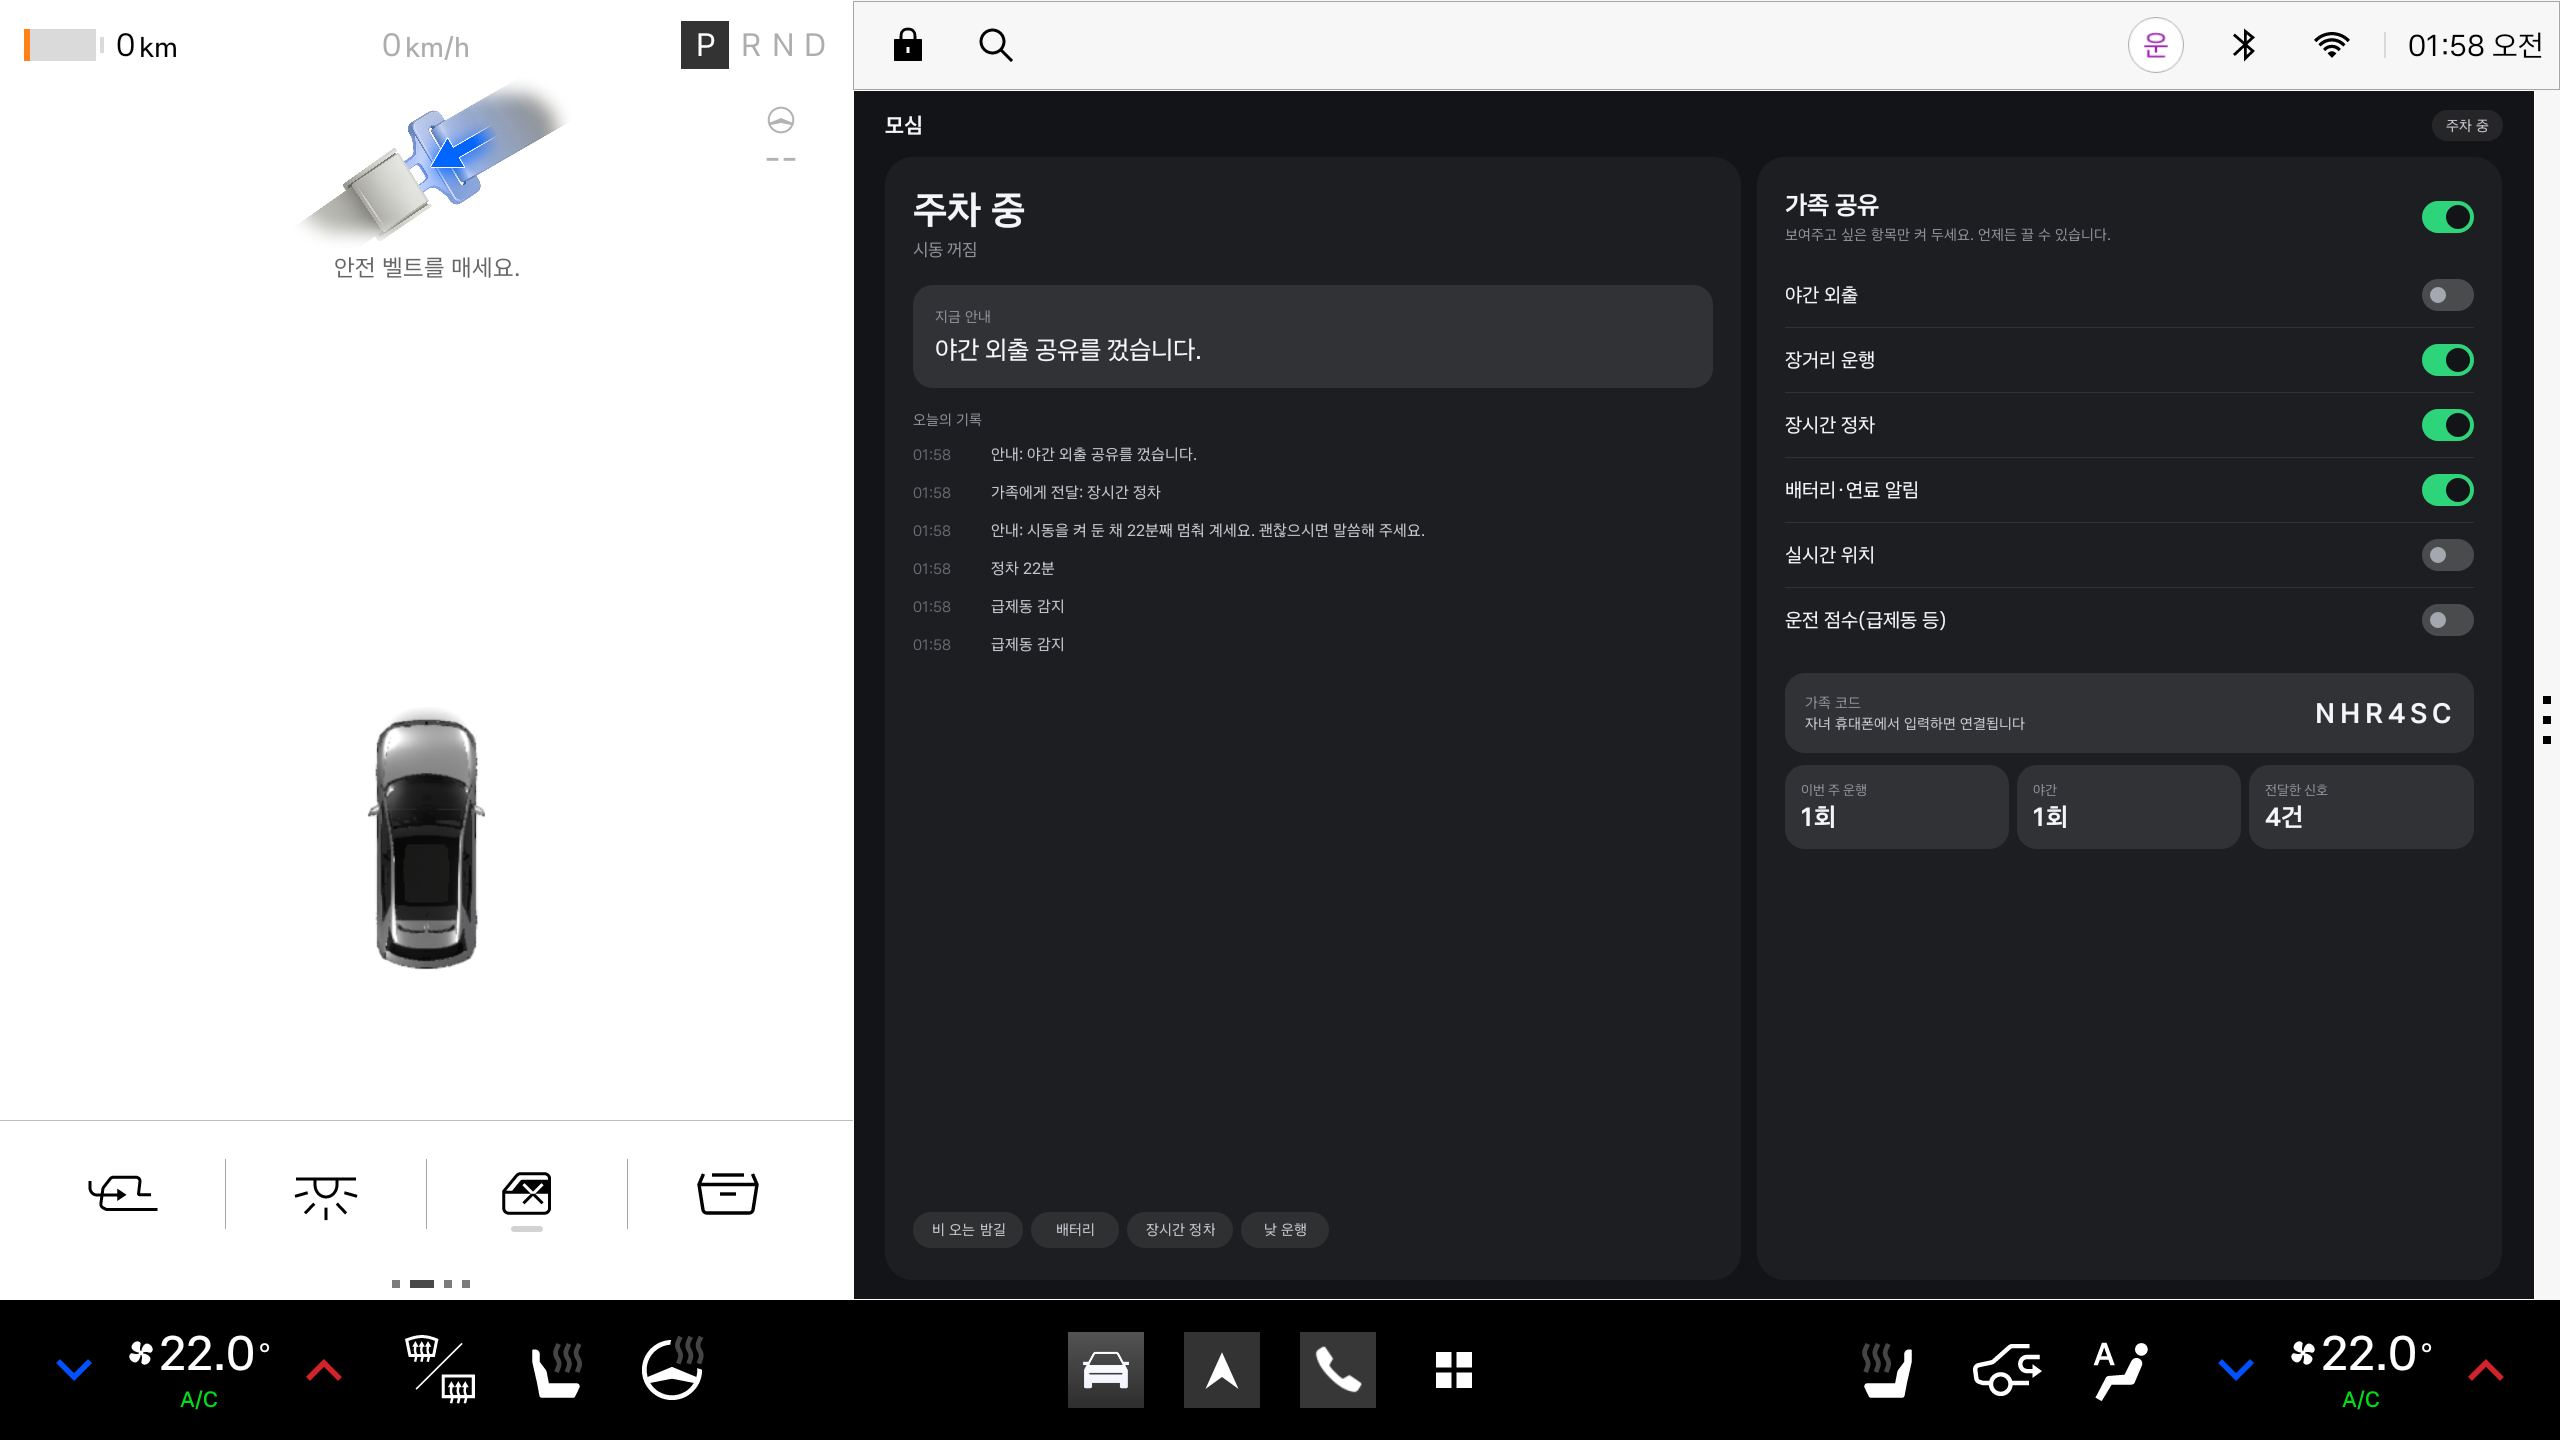 0 km
0 km/h
P R N D
안전 벨트를 매세요.
운
01:58 오전
모심
주차 중
주차 중
시동 꺼짐
지금 안내
야간 외출 공유를 껐습니다.
오늘의 기록
01:58 안내: 야간 외출 공유를 껐습니다.
01:58 가족에게 전달: 장시간 정차
01:58 안내: 시동을 켜 둔 채 22분째 멈춰 계세요. 괜찮으시면 말씀해 주세요.
01:58 정차 22분
01:58 급제동 감지
01:58 급제동 감지
비 오는 밤길
배터리
장시간 정차
낮 운행
가족 공유
보여주고 싶은 항목만 켜 두세요. 언제든 끌 수 있습니다.
야간 외출
장거리 운행
장시간 정차
배터리·연료 알림
실시간 위치
운전 점수(급제동 등)
가족 코드
자녀 휴대폰에서 입력하면 연결됩니다
NHR4SC
이번 주 운행
1회
야간
1회
전달한 신호
4건
22.0°
A/C
A
22.0°
A/C